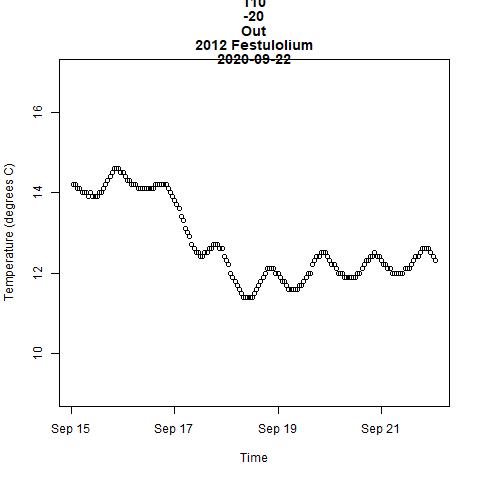 110
-20
Out
2012 Festulolium
2020-09-22
16
14
12
10
Temperature (degrees C)
Sep 15
Sep 17
Sep 19
Sep 21
Time